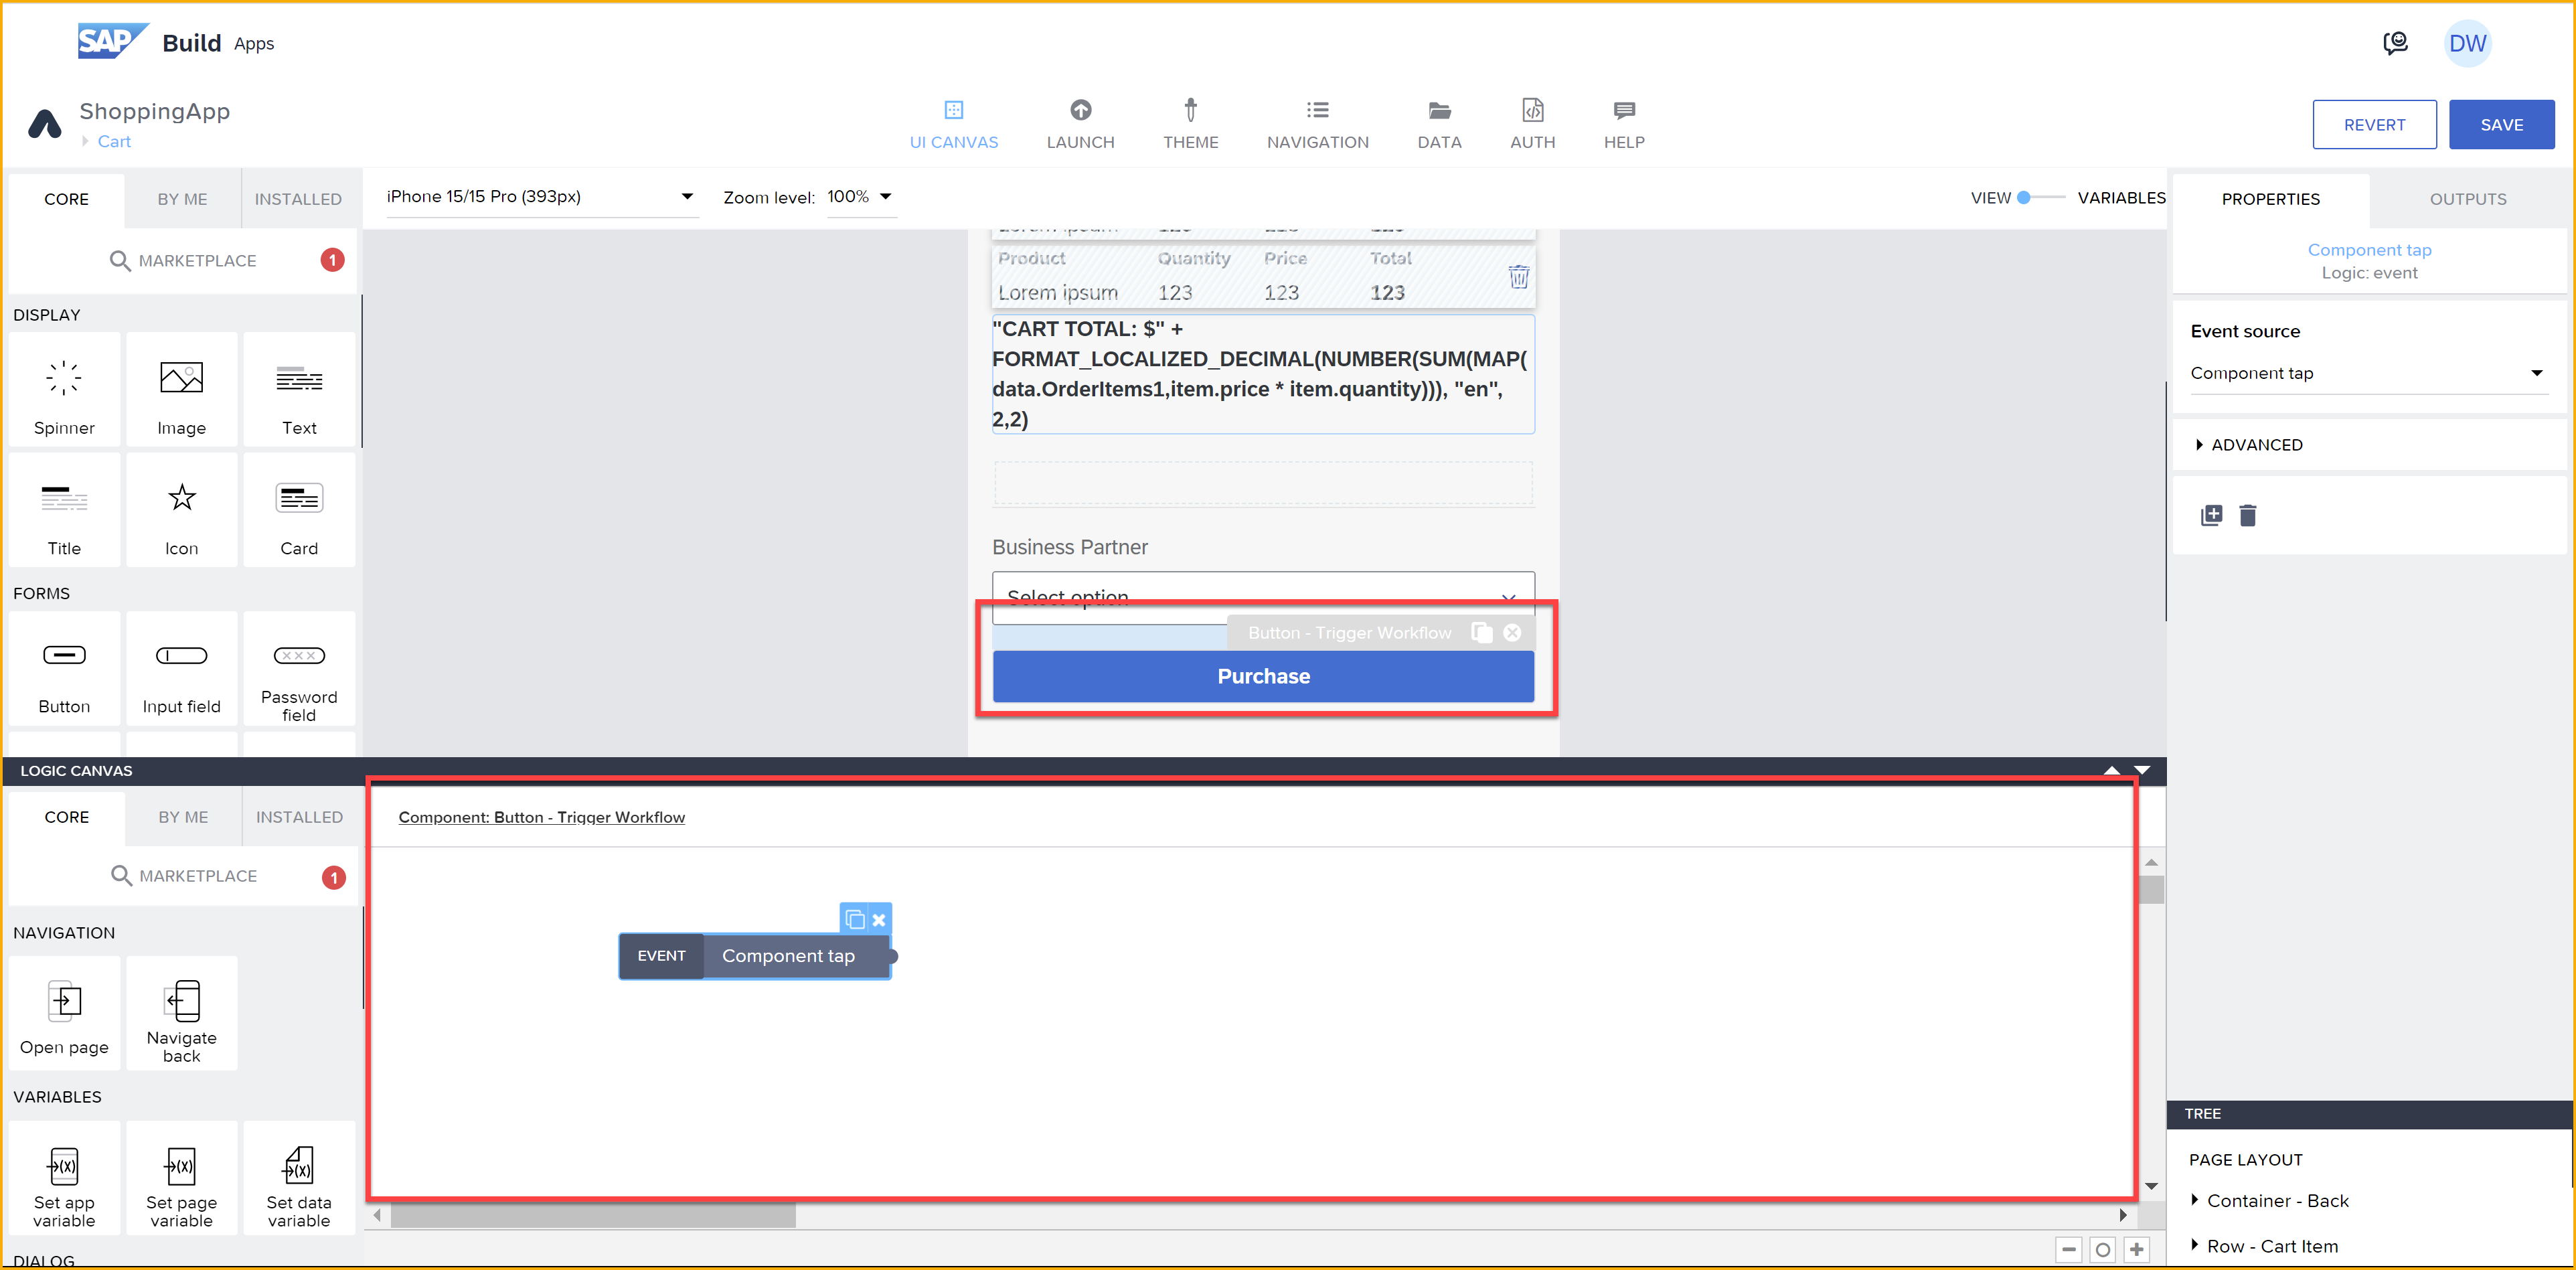 SAP Build Apps
DW
ShoppingApp
Cart
UI CANVAS
LAUNCH
THEME
NAVIGATION
DATA
AUTH
HELP
REVERT
SAVE
CORE
BY ME
INSTALLED
MARKETPLACE
1
DISPLAY
Spinner
Image
Text
Title
Icon
Card
FORMS
Button
Input field
Password
field
iPhone 15/15 Pro (393px)
Zoom level: 100%
VIEW
VARIABLES
Lorem ipsum 123 123 123
Product Quantity Price Total
Lorem ipsum 123 123 123
"CART TOTAL: $" +
FORMAT_LOCALIZED_DECIMAL(NUMBER(SUM(MAP(
data.OrderItems1,item.price * item.quantity))), "en",
2,2)
Business Partner
Select option
Button - Trigger Workflow
Purchase
PROPERTIES
OUTPUTS
Component tap
Logic: event
Event source
Component tap
ADVANCED
LOGIC CANVAS
CORE
BY ME
INSTALLED
MARKETPLACE
1
NAVIGATION
Open page
Navigate
back
VARIABLES
Set app
variable
Set page
variable
Set data
variable
DIALOG
Component: Button - Trigger Workflow
EVENT
Component tap
TREE
PAGE LAYOUT
Container - Back
Row - Cart Item